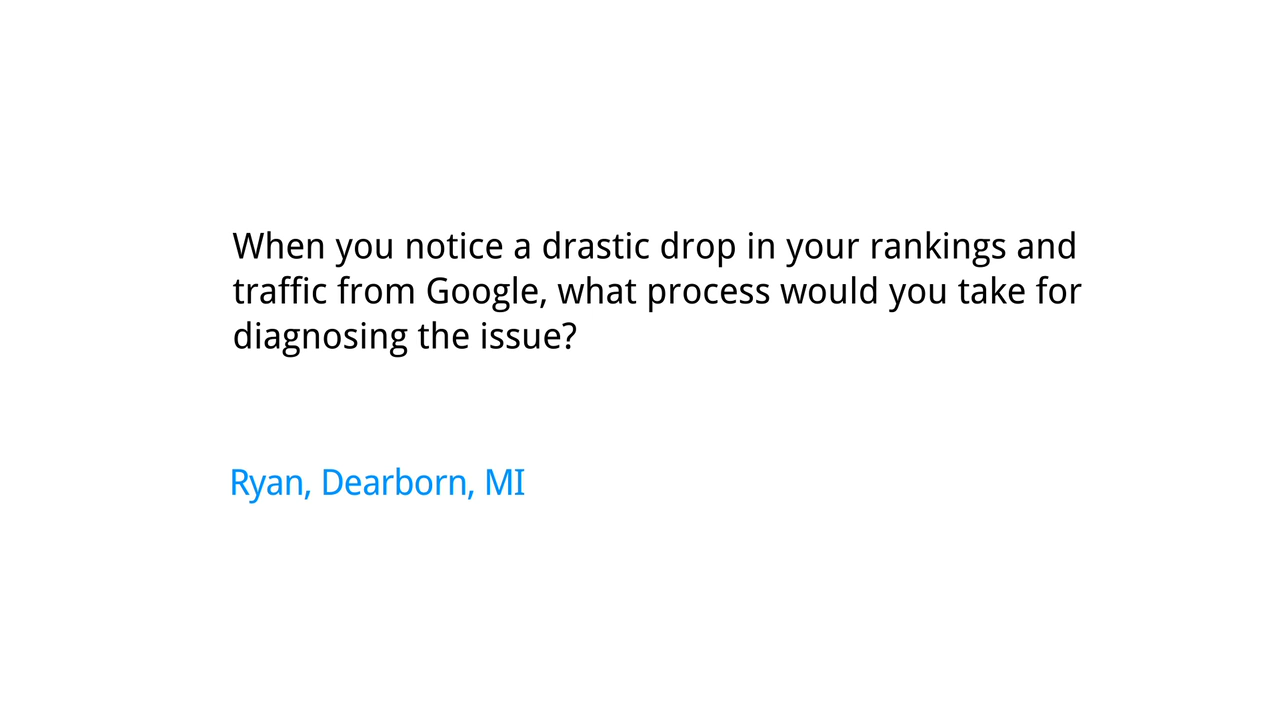 When you notice a drastic drop in your rankings and
traffic from Google, what process would you take for
diagnosing the issue?
Ryan, Dearborn, MI